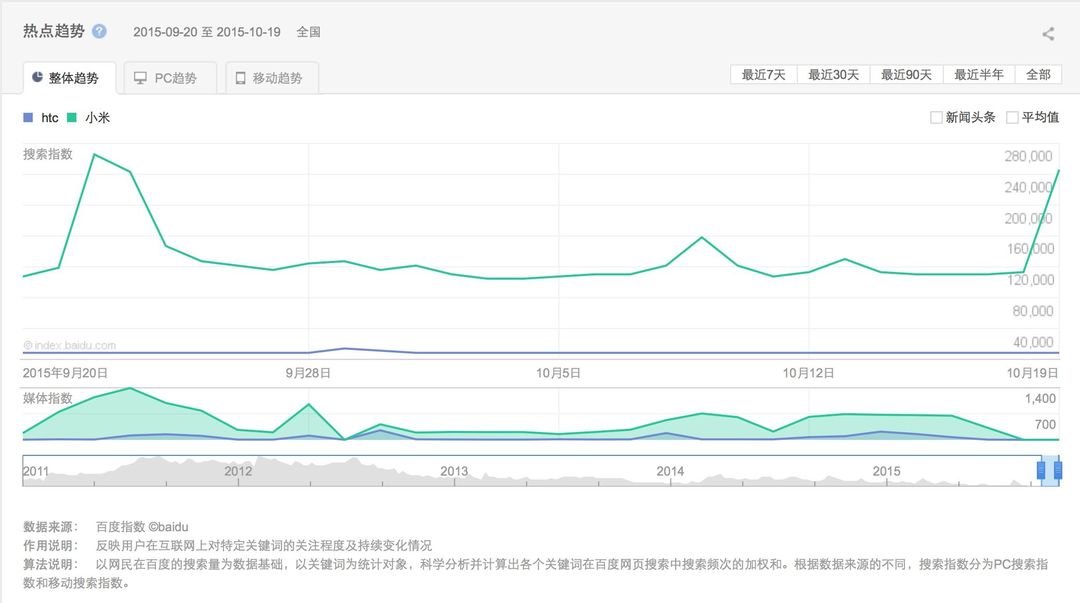 热点趋势 ? 2015-09-20 至 2015-10-19 全国
整体趋势 PC趋势 移动趋势 最近7天 最近30天 最近90天 最近半年 全部
htc 小米 新闻头条 平均值
搜索指数 280,000
240,000
200,000
160,000
120,000
80,000
©index.baidu.com 40,000
2015年9月20日 9月28日 10月5日 10月12日 10月19日
媒体指数 1,400
700
2011 2012 2013 2014 2015
数据来源： 百度指数 ©baidu
作用说明： 反映用户在互联网上对特定关键词的关注程度及持续变化情况
算法说明： 以网民在百度的搜索量为数据基础，以关键词为统计对象，科学分析并计算出各个关键词在百度网页搜索中搜索频次的加权和。根据数据来源的不同，搜索指数分为PC搜索指
数和移动搜索指数。